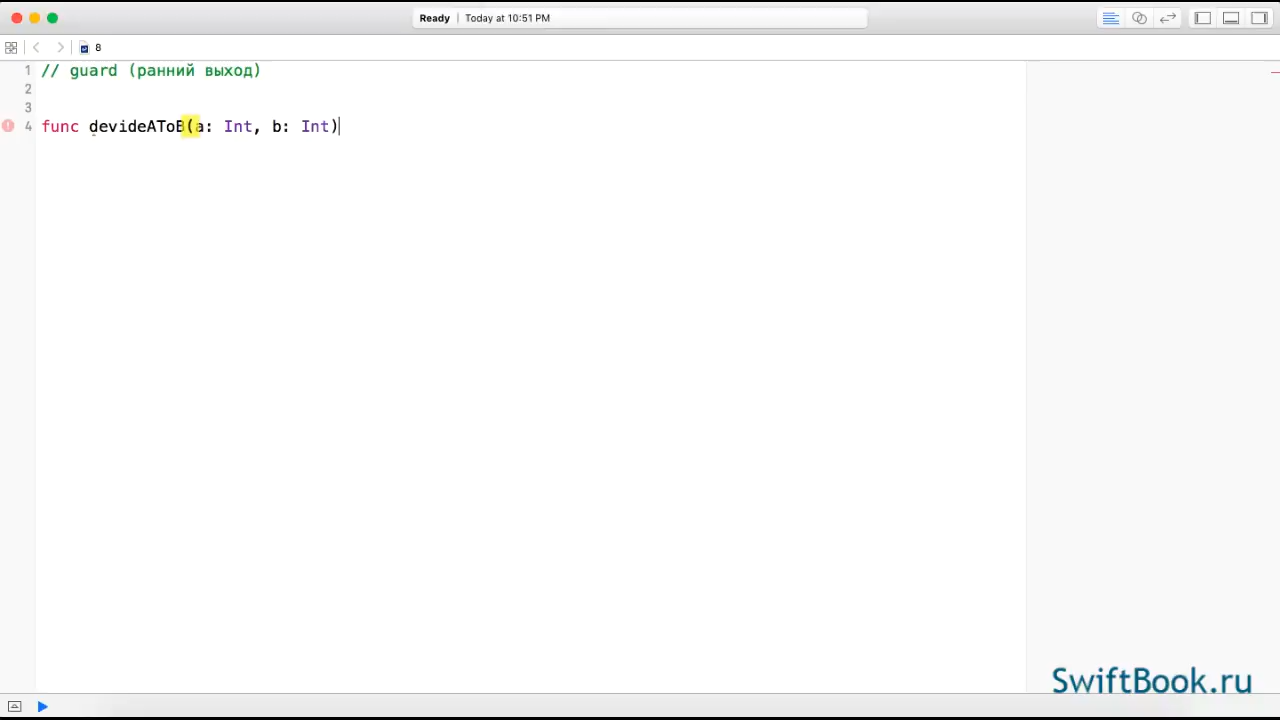 Ready | Today at 10:51 PM
8
1 // guard (ранний выход)
2
3
4 func devideAToB(a: Int, b: Int)
SwiftBook.ru